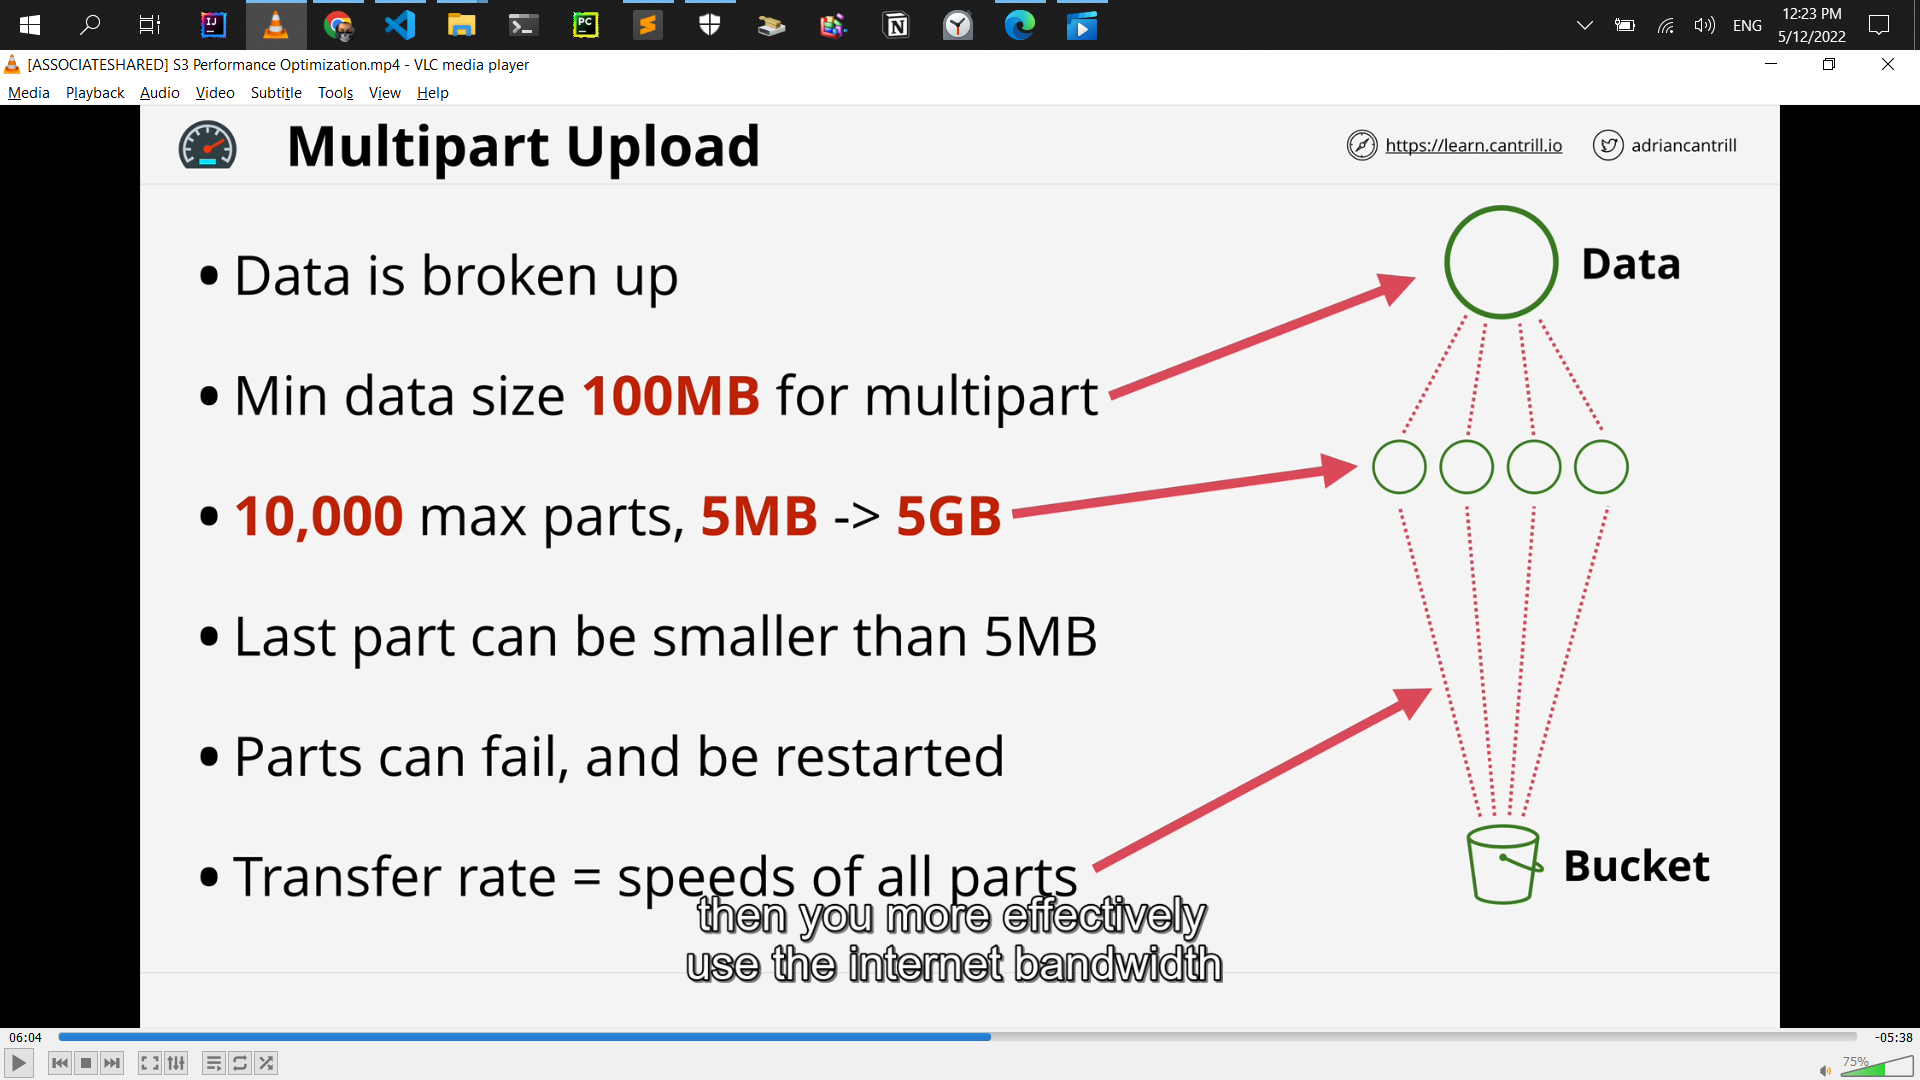 IJ
PC
N
ENG
12:23 PM
5/12/2022
[ASSOCIATESHARED] S3 Performance Optimization.mp4 - VLC media player
Media Playback Audio Video Subtitle Tools View Help
Multipart Upload
https://learn.cantrill.io
adriancantrill
• Data is broken up
• Min data size 100MB for multipart
• 10,000 max parts, 5MB -> 5GB
• Last part can be smaller than 5MB
• Parts can fail, and be restarted
• Transfer rate = speeds of all parts
Data
Bucket
then you more effectively
use the internet bandwidth
06:04
-05:38
75%